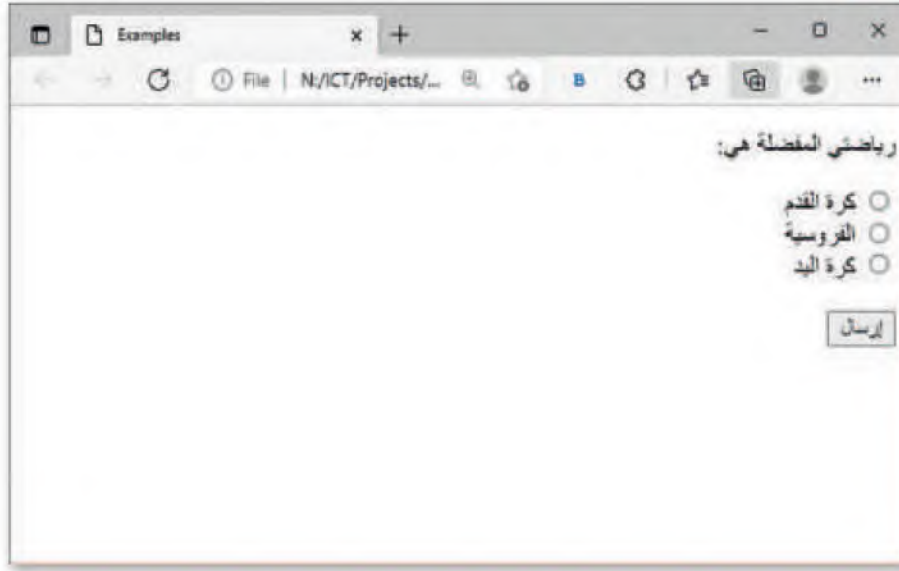 Examples
File | N:/ICT/Projects/...
رياضتي المفضلة هي:
كرة القدم
الفروسية
كرة اليد
إرسال